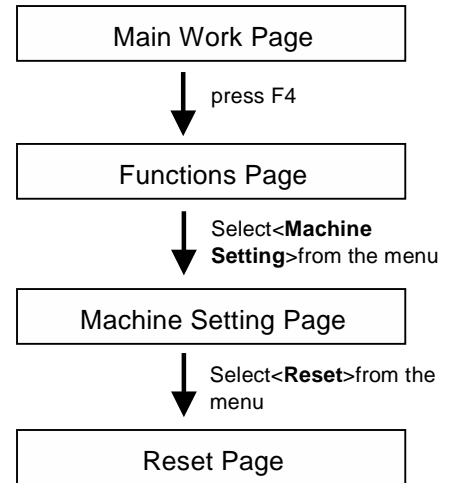 Main Work Page
press F4
Functions Page
Select<Machine
Setting>from the menu
Machine Setting Page
Select<Reset>from the
menu
Reset Page